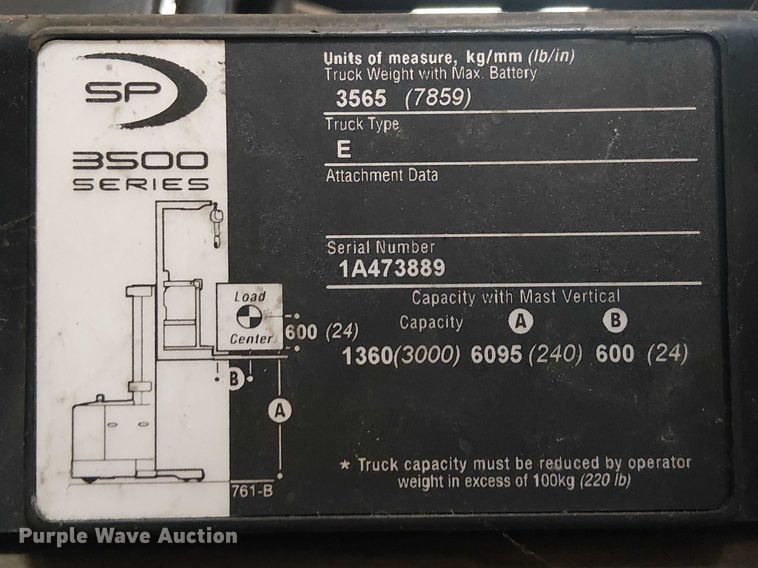 SP
3500
SERIES
Units of measure, kg/mm (lb/in)
Truck Weight with Max. Battery
3565 (7859)
Truck Type
E
Attachment Data
Serial Number
1A473889
Capacity with Mast Vertical
Capacity A B
1360(3000) 6095 (240) 600 (24)
Load
Center
600 (24)
B
A
761-B
* Truck capacity must be reduced by operator
weight in excess of 100kg (220 lb)
Purple Wave Auction